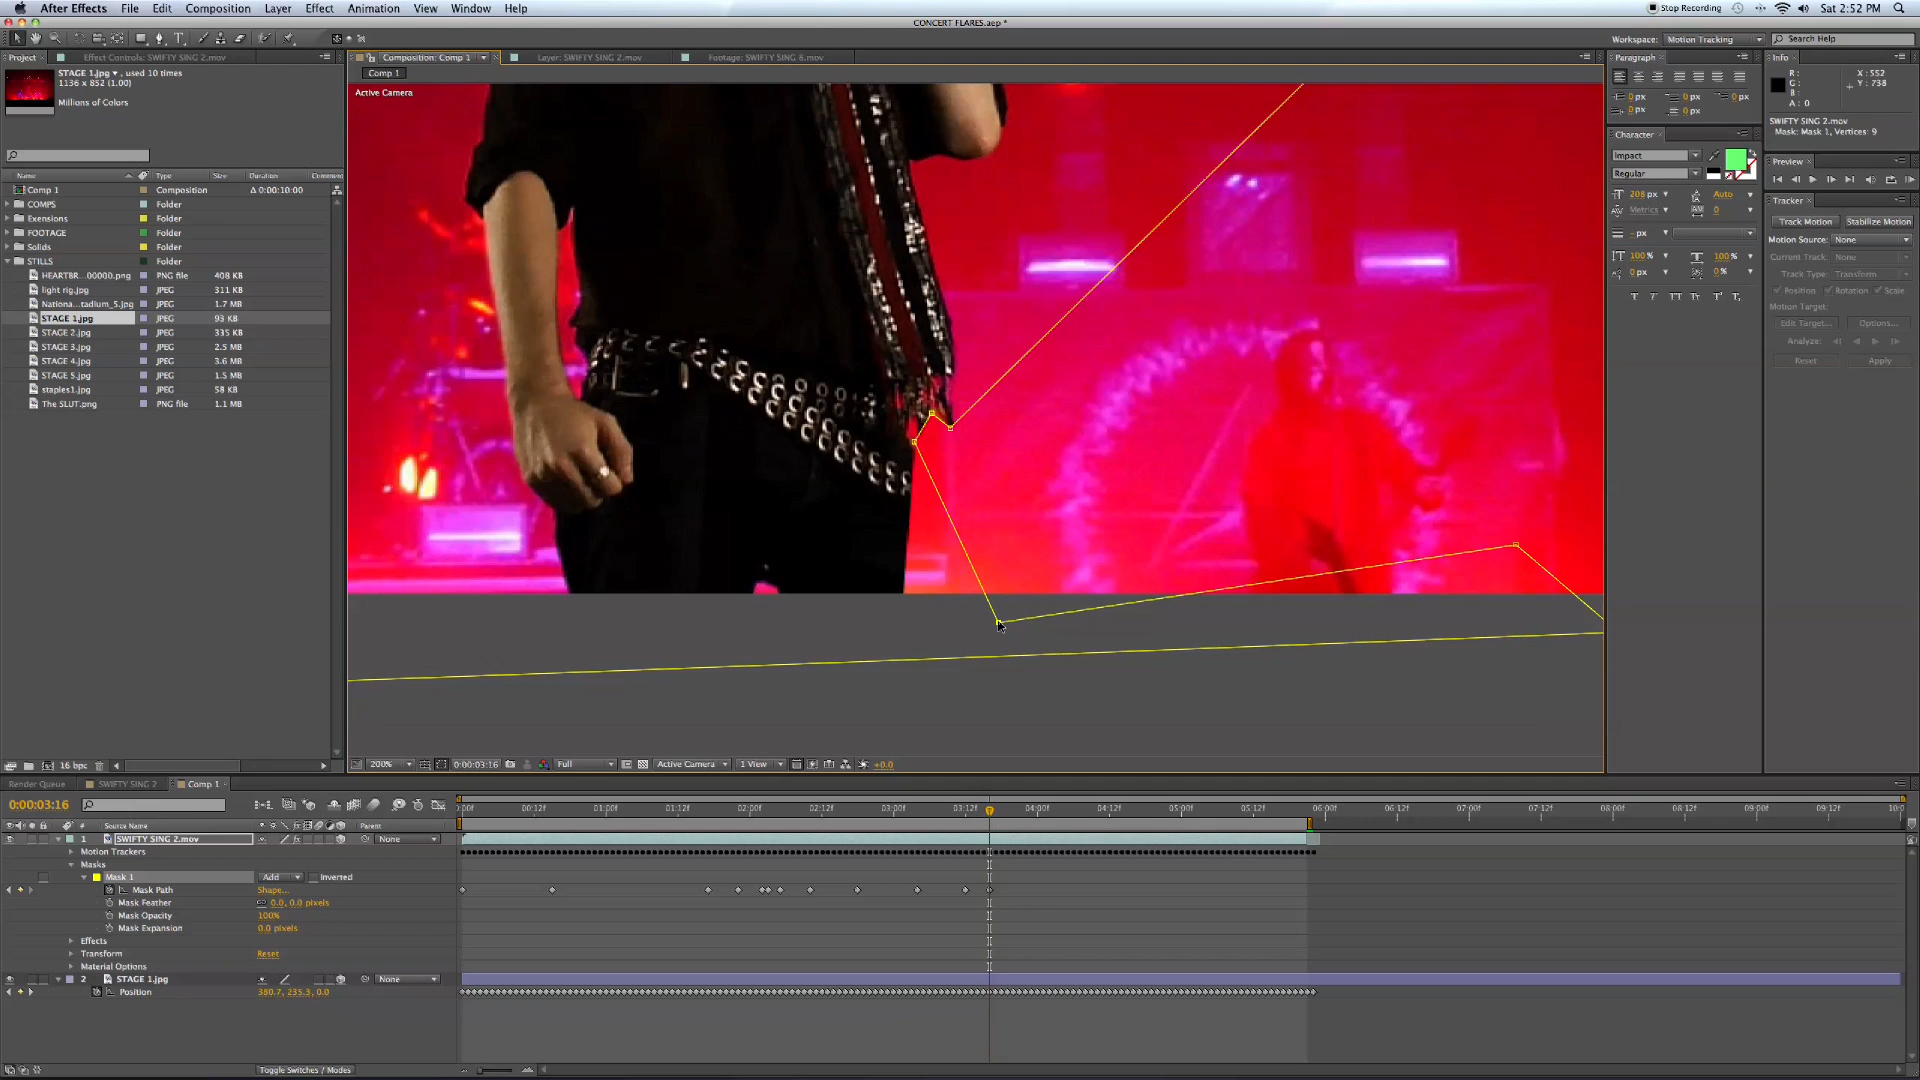 After Effects File Edit Composition Layer Effect Animation View Window Help Stop Recording Sat 2:52 PM
CONCERT FLARES.aep *
Workspace: Motion Tracking Search Help
Project Effect Controls: SWIFTY SING 2.mov Composition: Comp 1 Layer: SWIFTY SING 2.mov Footage: SWIFTY SING 6.mov Paragraph Info
STAGE 1.jpg, used 10 times
1136 x 852 (1.00)
Millions of Colors
Comp 1
Active Camera
R: X: 552
G: Y: 738
B:
A: 0
0 px 0 px 0 px
0 px 0 px
SWIFTY SING 2.mov
Mask: Mask 1, Vertices: 9
Character
Impact
Regular
Preview
208 px Auto
Metrics 0
- px
100% 100%
0 px 0%
T T TT Tr T' T,
Tracker
Track Motion Stabilize Motion
Motion Source: None
Current Track: None
Track Type: Transform
Position Rotation Scale
Motion Target:
Edit Target... Options...
Analyze:
Reset Apply
Name Type Size Duration Comment
Comp 1 Composition Δ 0:00:10:00
COMPS Folder
Exensions Folder
FOOTAGE Folder
Solids Folder
STILLS Folder
HEARTBR...00000.png PNG file 408 KB
light rig.jpg JPEG 311 KB
Nationa...tadium_5.jpg JPEG 1.7 MB
STAGE 1.jpg JPEG 93 KB
STAGE 2.jpg JPEG 335 KB
STAGE 3.jpg JPEG 2.5 MB
STAGE 4.jpg JPEG 3.6 MB
STAGE 5.jpg JPEG 1.5 MB
staples1.jpg JPEG 58 KB
The SLUT.png PNG file 1.1 MB
16 bpc 200% 0:00:03:16 Full Active Camera 1 View +0.0
Render Queue SWIFTY SING 2 Comp 1
0:00:03:16
:00f 00:12f 01:00f 01:12f 02:00f 02:12f 03:00f 03:12f 04:00f 04:12f 05:00f 05:12f 06:00f 06:12f 07:00f 07:12f 08:00f 08:12f 09:00f 09:12f 10:0
# Source Name Parent
1 SWIFTY SING 2.mov None
Motion Trackers
Masks
Mask 1 Add Inverted
Mask Path Shape...
Mask Feather 0.0, 0.0 pixels
Mask Opacity 100%
Mask Expansion 0.0 pixels
Effects
Transform Reset
Material Options
2 STAGE 1.jpg None
Position 380.7, 235.3, 0.0
Toggle Switches / Modes